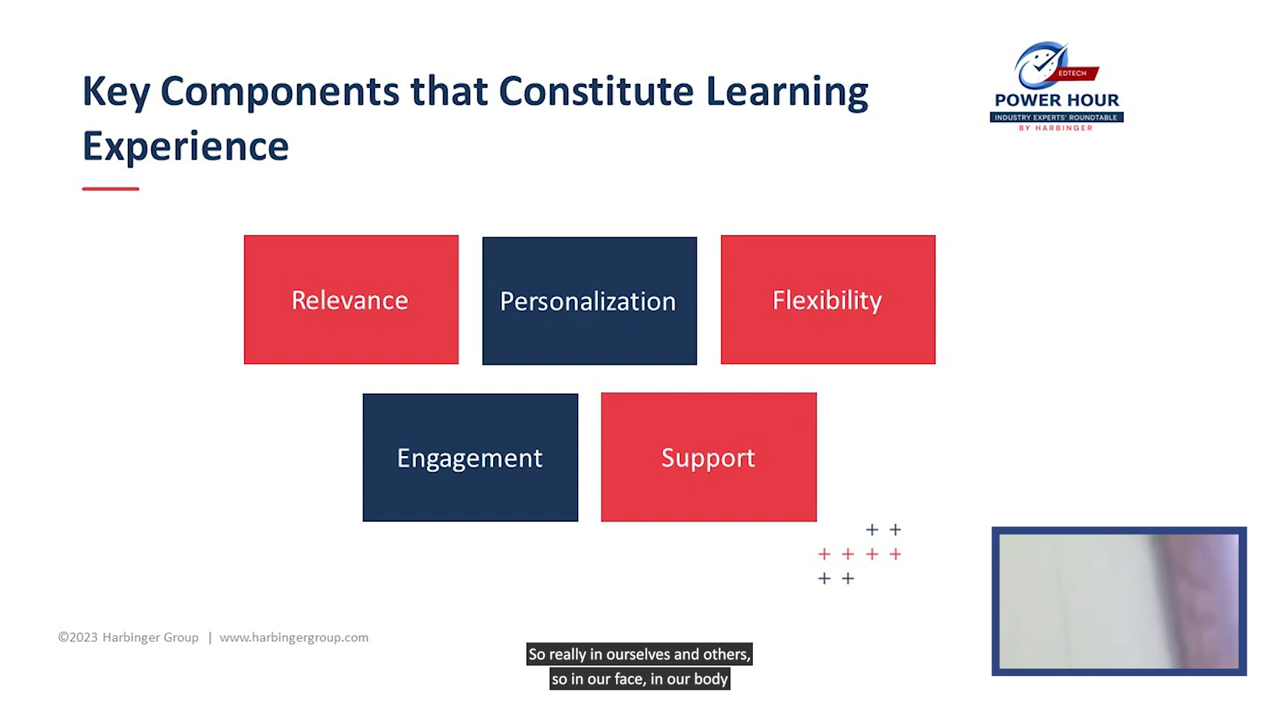 Key Components that Constitute Learning
Experience
EDTECH
POWER HOUR
INDUSTRY EXPERTS' ROUNDTABLE
BY HARBINGER
Relevance
Personalization
Flexibility
Engagement
Support
©2023 Harbinger Group | www.harbingergroup.com
So really in ourselves and others,
so in our face, in our body